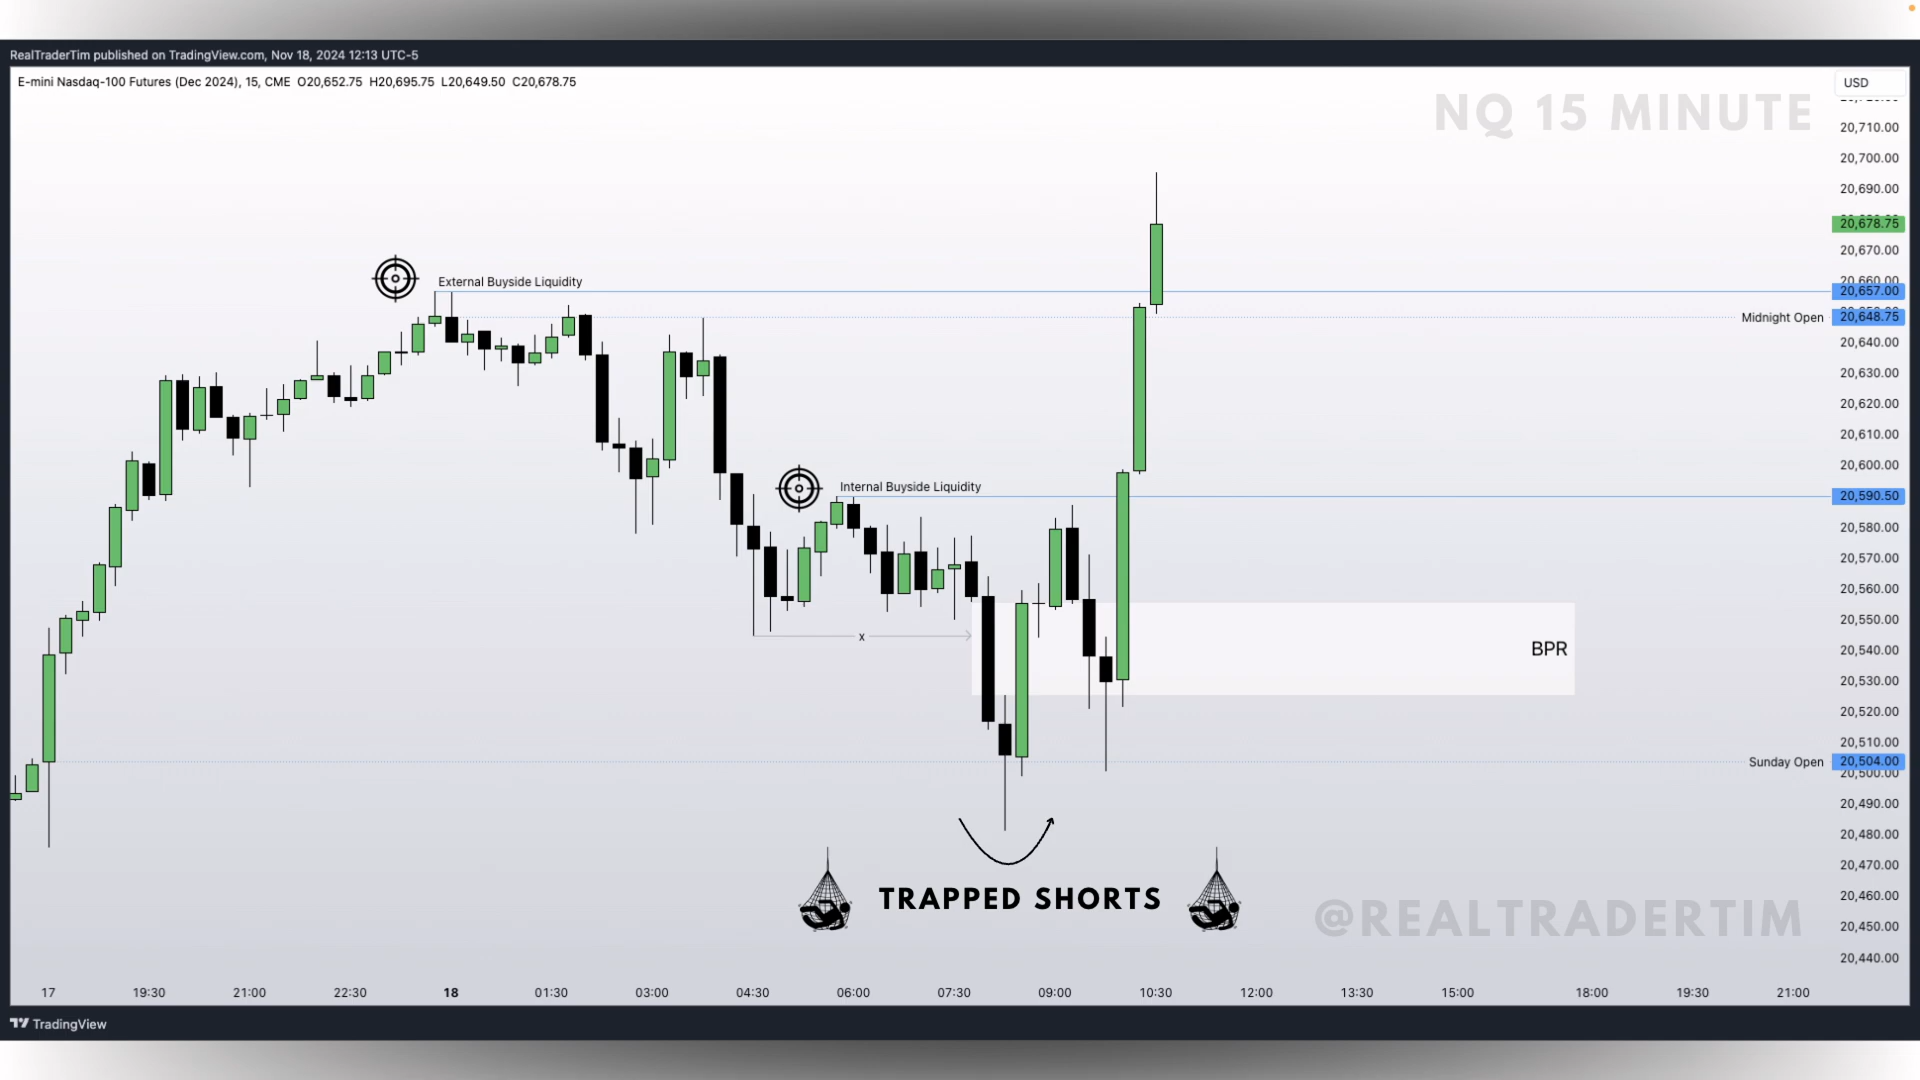 RealTraderTim published on TradingView.com, Nov 18, 2024 12:13 UTC-5
E-mini Nasdaq-100 Futures (Dec 2024), 15, CME O20,652.75 H20,695.75 L20,649.50 C20,678.75
USD
NQ 15 MINUTE
20,710.00
20,700.00
20,690.00
20,678.75
20,670.00
External Buyside Liquidity
20,660.00
20,657.00
Midnight Open 20,648.75
20,640.00
20,630.00
20,620.00
20,610.00
20,600.00
Internal Buyside Liquidity
20,590.50
20,580.00
20,570.00
20,560.00
20,550.00
x
BPR
20,540.00
20,530.00
20,520.00
20,510.00
Sunday Open 20,504.00
20,500.00
20,490.00
20,480.00
20,470.00
TRAPPED SHORTS
20,460.00
@REALTRADERTIM
20,450.00
20,440.00
17 19:30 21:00 22:30 18 01:30 03:00 04:30 06:00 07:30 09:00 10:30 12:00 13:30 15:00 18:00 19:30 21:00
TradingView